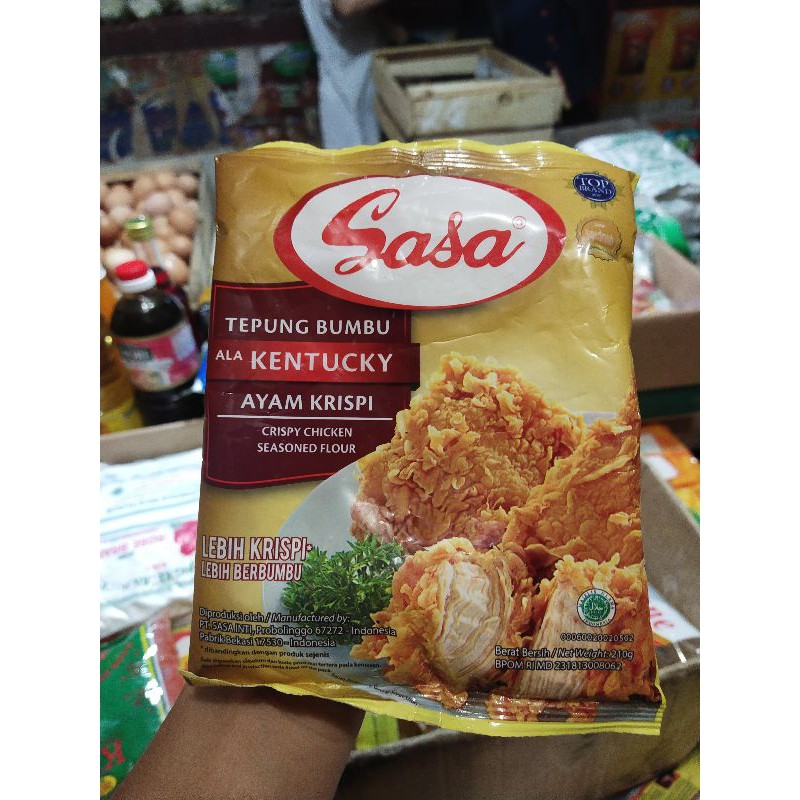 Sasa
TOP
BRAND
TEPUNG BUMBU
ALA KENTUCKY
AYAM KRISPI
CRISPY CHICKEN
SEASONED FLOUR
LEBIH KRISPI*
LEBIH BERBUMBU
Diproduksi oleh / Manufactured by:
PT. SASA INTI, Probolinggo 67272 - Indonesia
Pabrik Bekasi 17530 - Indonesia
* dibandingkan dengan produk sejenis
00050020020502
Berat Bersih / Net Weight: 210g
BPOM RI MD 231813008062